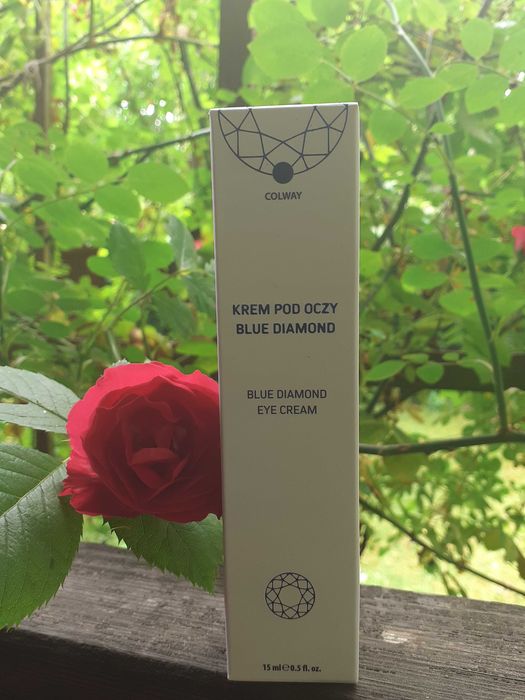 COLWAY
KREM POD OCZY
BLUE DIAMOND
BLUE DIAMOND
EYE CREAM
15 ml ℮ 0.5 fl. oz.